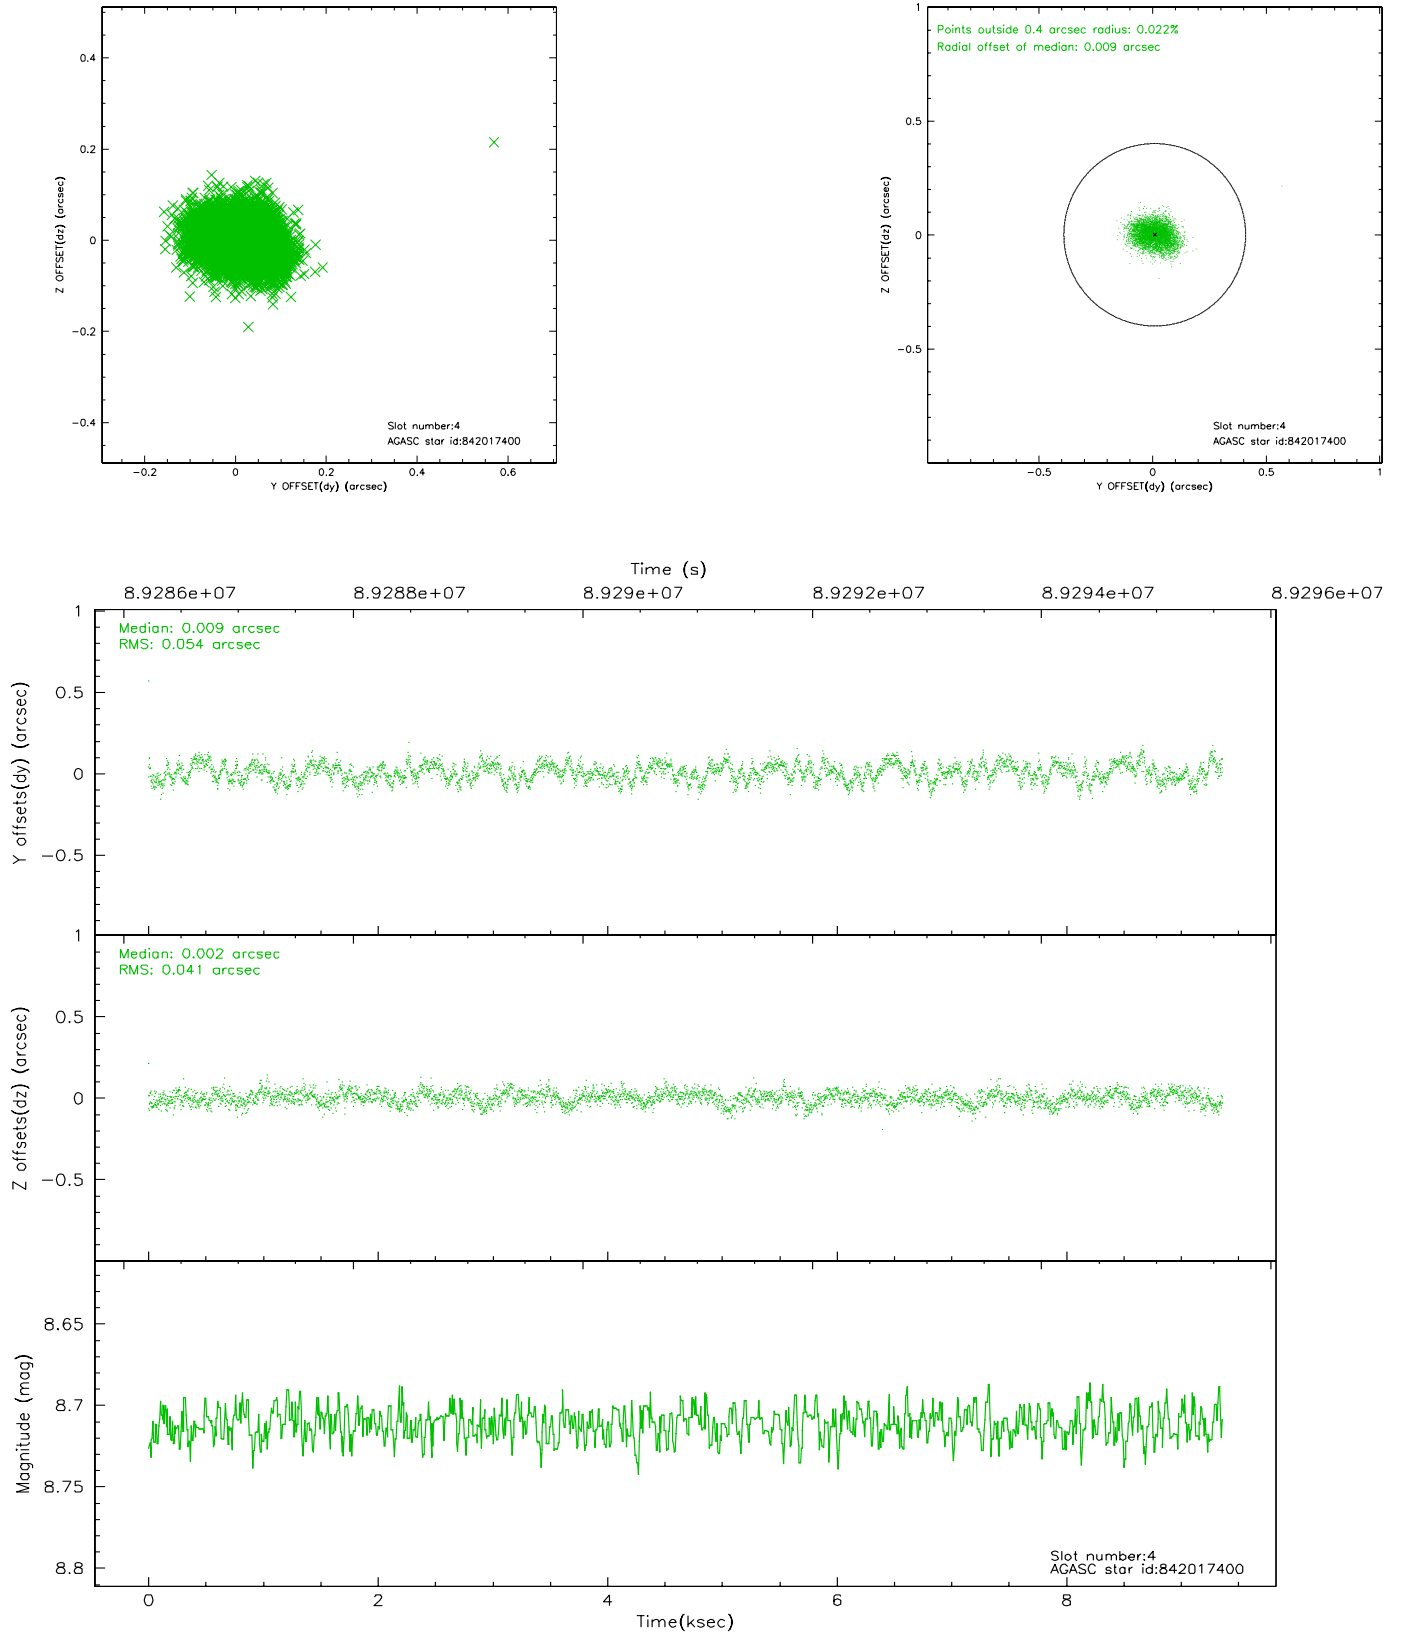 0.4
0.2
0
−0.2
−0.4
Z OFFSET(dz) (arcsec)
Slot number:4
AGASC star id:842017400
−0.2 0 0.2 0.4 0.6
Y OFFSET(dy) (arcsec)
Points outside 0.4 arcsec radius: 0.022%
Radial offset of median: 0.009 arcsec
1
0.5
0
−0.5
Z OFFSET(dz) (arcsec)
Slot number:4
AGASC star id:842017400
−0.5 0 0.5 1
Y OFFSET(dy) (arcsec)
Time (s)
8.9286e+07 8.9288e+07 8.929e+07 8.9292e+07 8.9294e+07 8.9296e+07
Median: 0.009 arcsec
RMS: 0.054 arcsec
1
0.5
0
−0.5
Y offsets(dy) (arcsec)
Median: 0.002 arcsec
RMS: 0.041 arcsec
1
0.5
0
−0.5
Z offsets(dz) (arcsec)
8.65
8.7
8.75
8.8
Magnitude (mag)
Slot number:4
AGASC star id:842017400
0 2 4 6 8
Time(ksec)